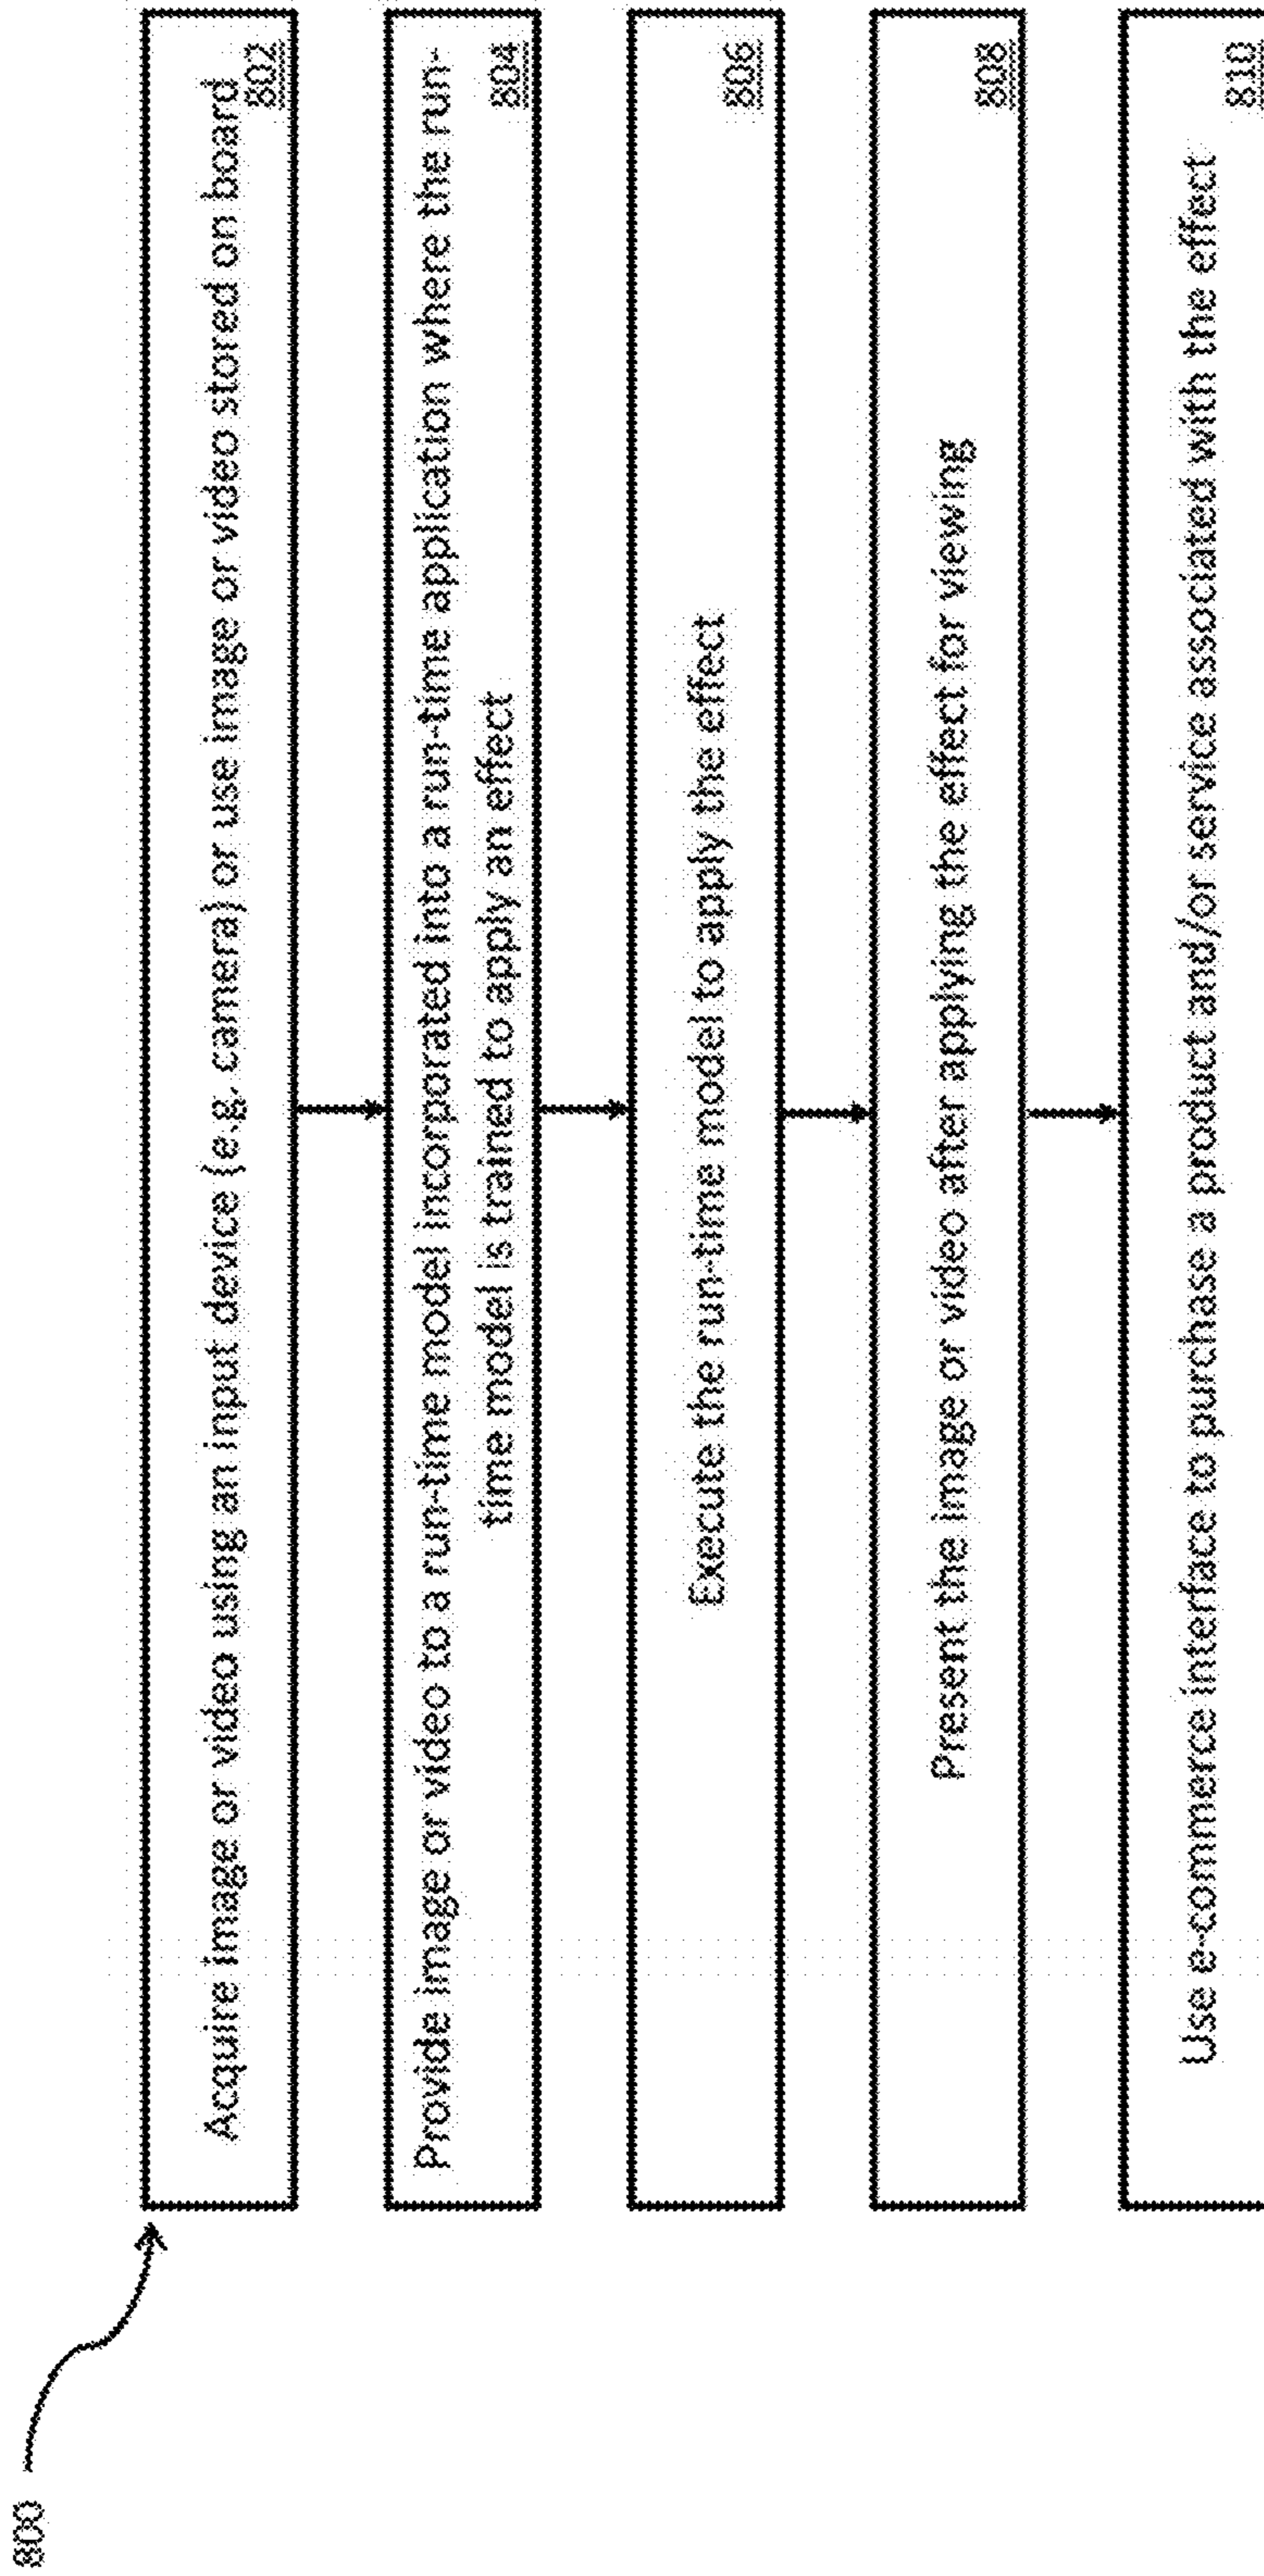 800
Acquire image or video using an input device (e.g. camera) or use image or video stored on board
802
Provide image or video to a run-time model incorporated into a run-time application where the run-
time model is trained to apply an effect
804
Execute the run-time model to apply the effect
806
Present the image or video after applying the effect for viewing
808
Use e-commerce interface to purchase a product and/or service associated with the effect
810